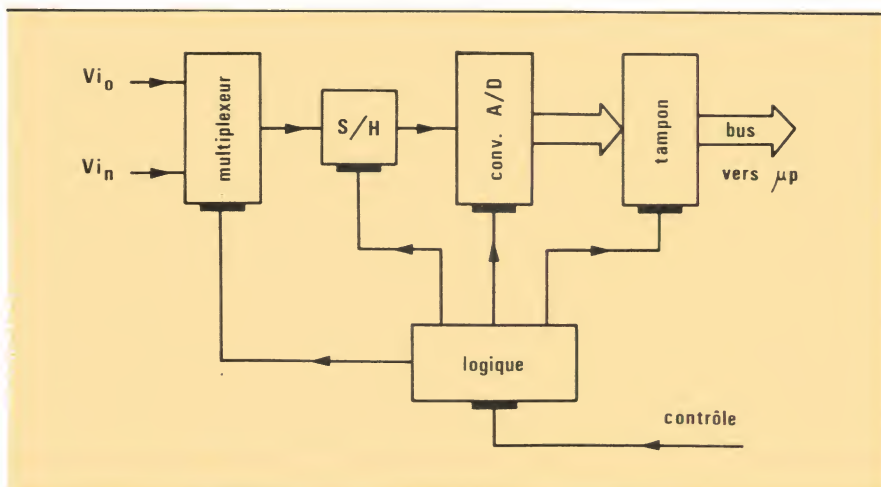 Vi₀
Viₙ
multiplexeur
S/H
conv. A/D
tampon
bus
vers μp
logique
contrôle